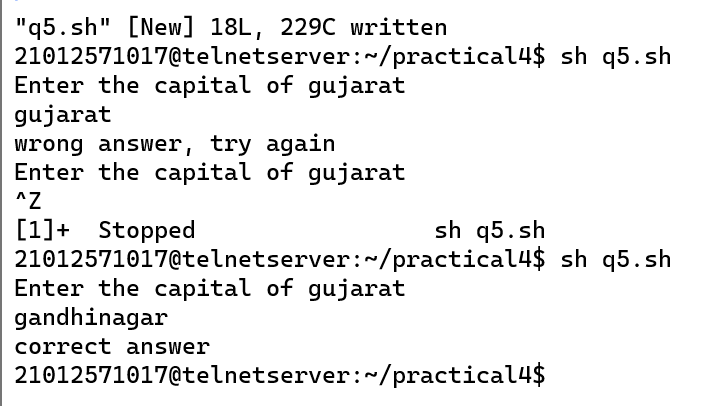 "q5.sh" [New] 18L, 229C written
21012571017@telnetserver:~/practical4$ sh q5.sh
Enter the capital of gujarat
gujarat
wrong answer, try again
Enter the capital of gujarat
^Z
[1]+  Stopped                 sh q5.sh
21012571017@telnetserver:~/practical4$ sh q5.sh
Enter the capital of gujarat
gandhinagar
correct answer
21012571017@telnetserver:~/practical4$